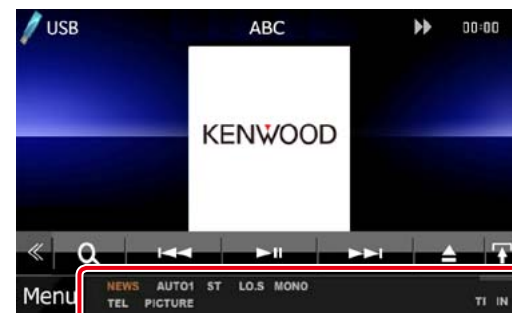 USB ABC 00:00
KENWOOD
Menu
NEWS AUTO1 ST LO.S MONO
TEL PICTURE TI IN